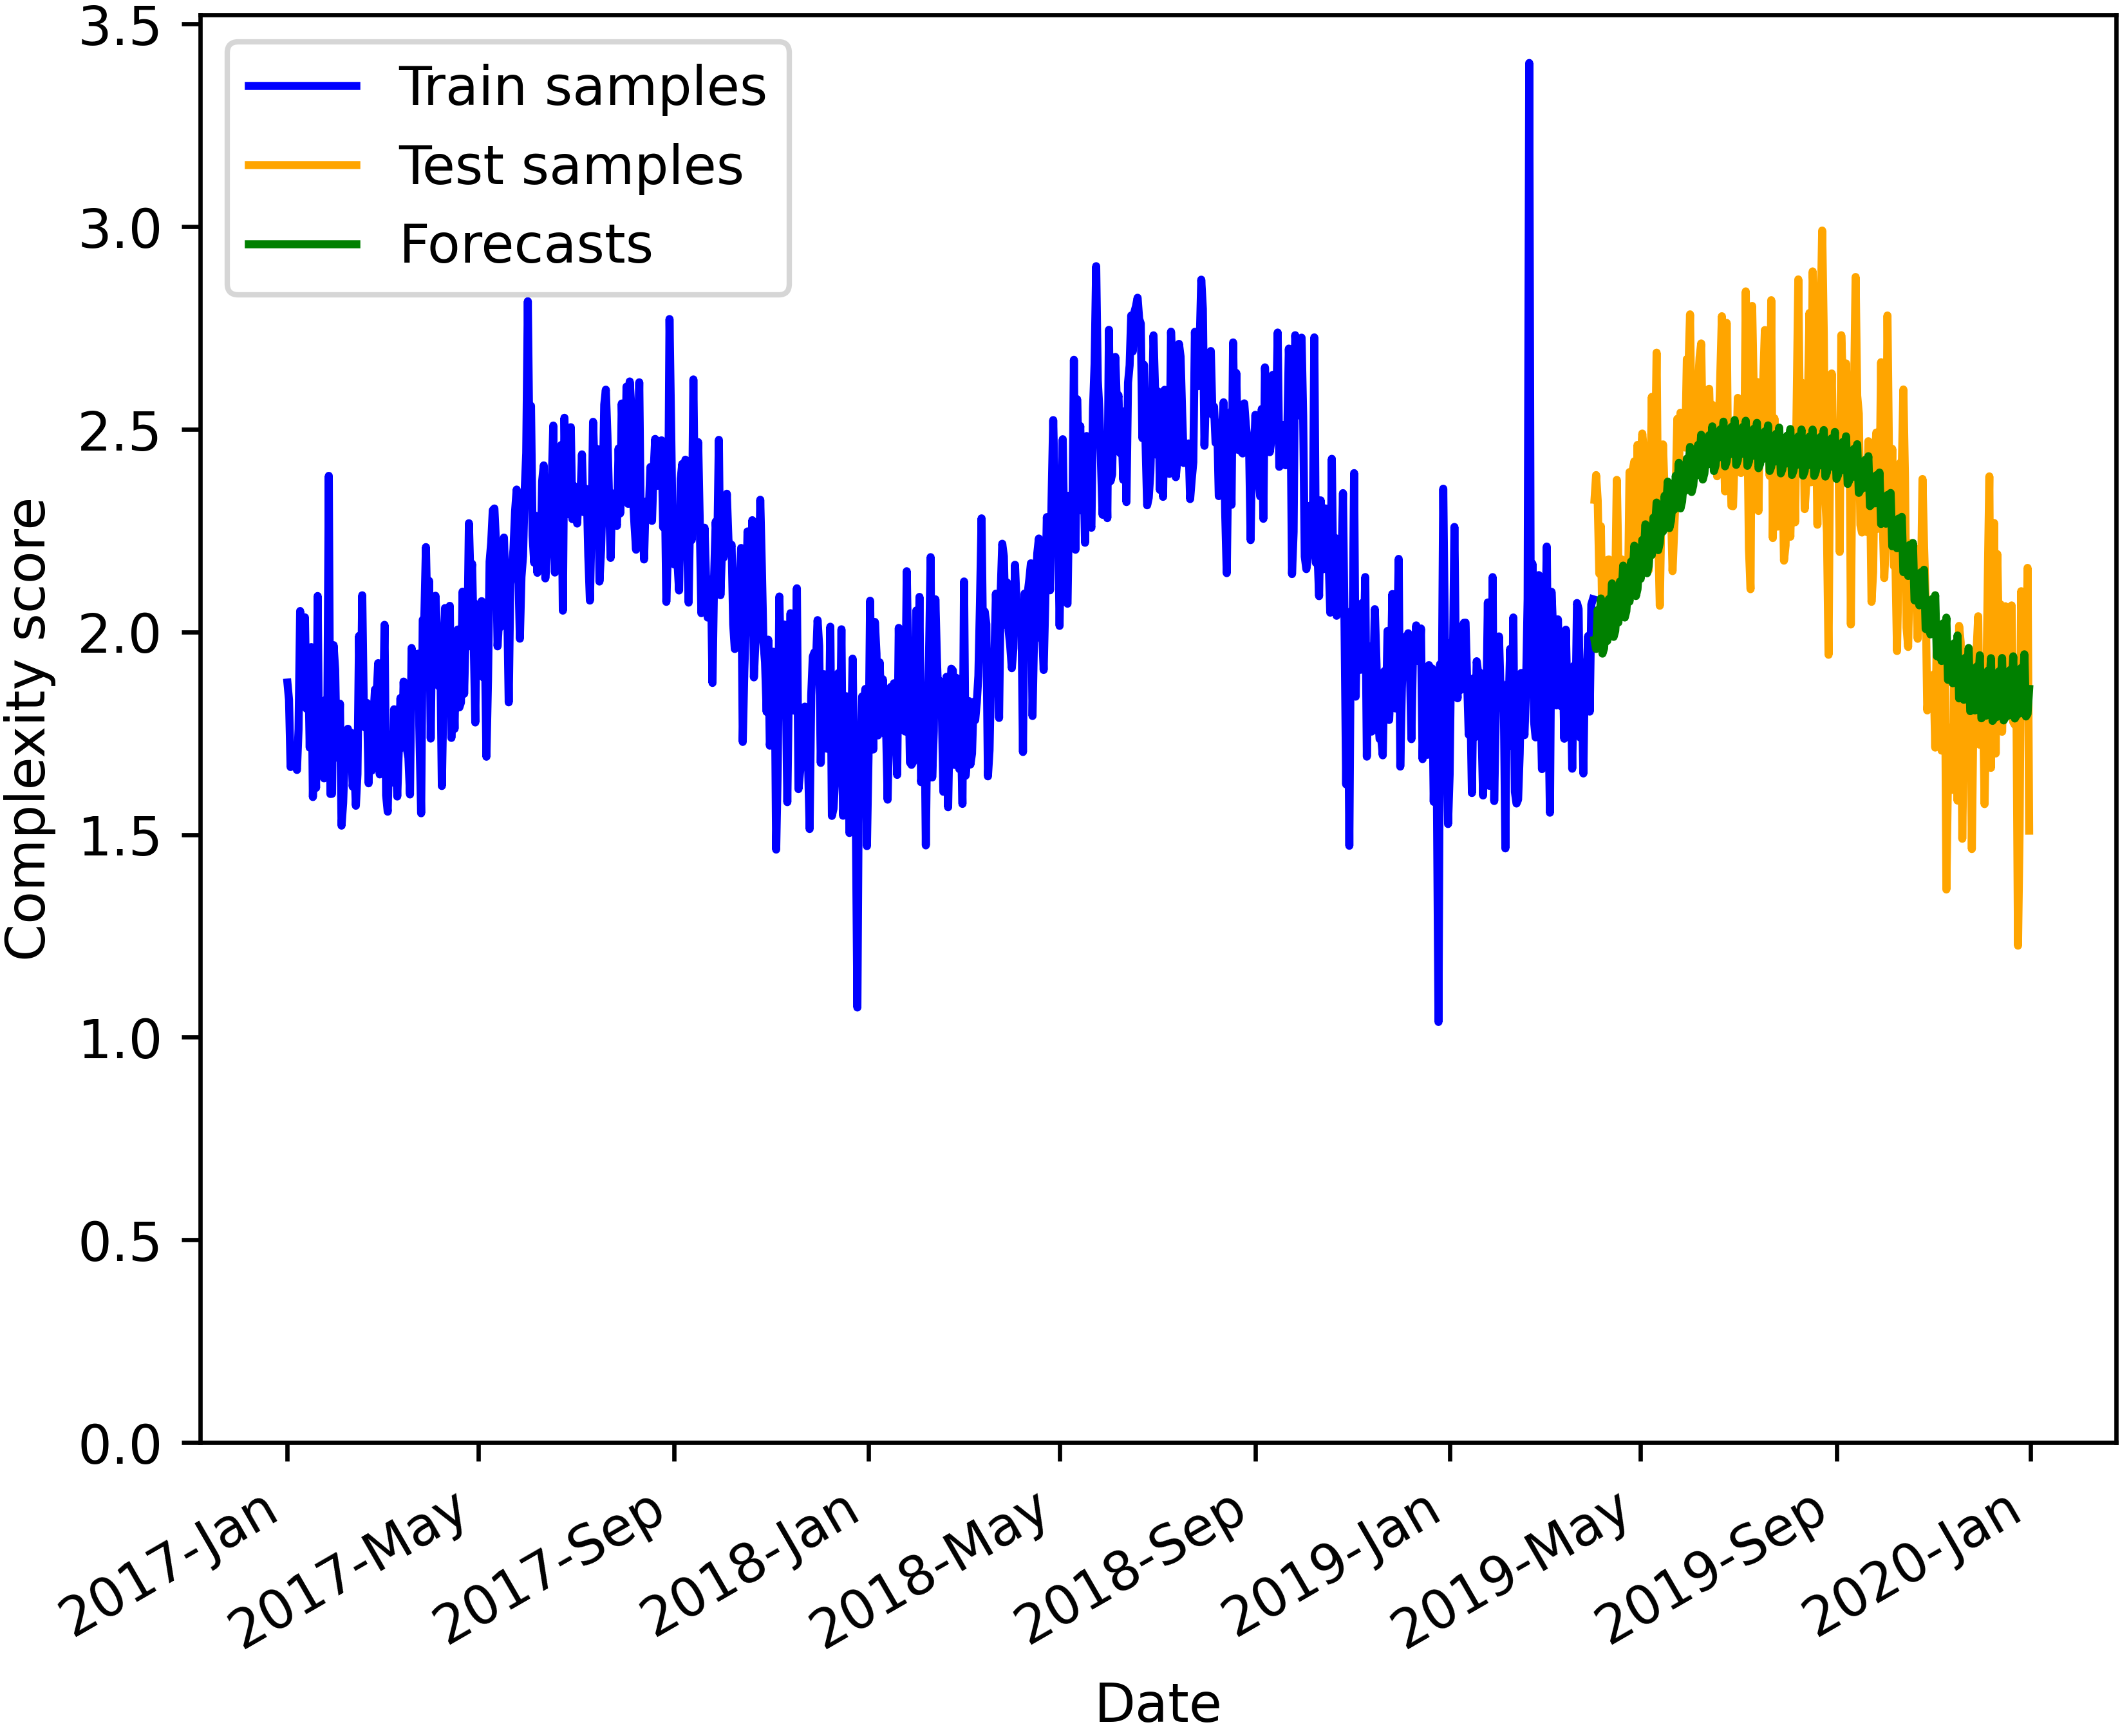 3.5
3.0
2.5
2.0
1.5
1.0
0.5
0.0
Complexity score
Train samples
Test samples
Forecasts
2017-Jan
2017-May
2017-Sep
2018-Jan
2018-May
2018-Sep
2019-Jan
2019-May
2019-Sep
2020-Jan
Date